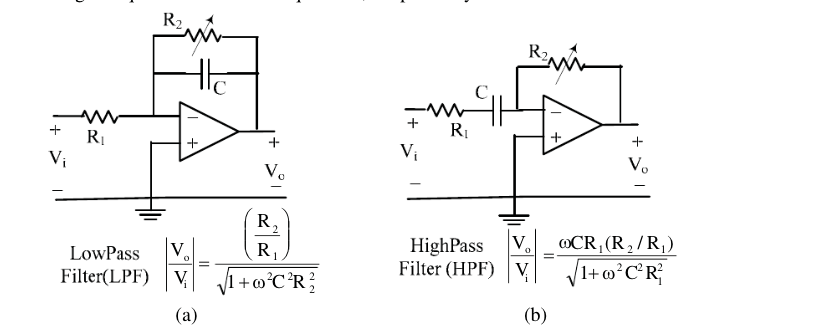 R₂
C
R₁
−
+
+
Vᵢ
−
+
Vₒ
−
LowPass
Filter(LPF) |Vₒ/Vᵢ| = (R₂/R₁) / √(1+ω²C²R₂²)
(a)
R₂
C
R₁
−
+
+
Vᵢ
−
+
Vₒ
−
HighPass
Filter (HPF) |Vₒ/Vᵢ| = ωCR₁(R₂/R₁) / √(1+ω²C²R₁²)
(b)